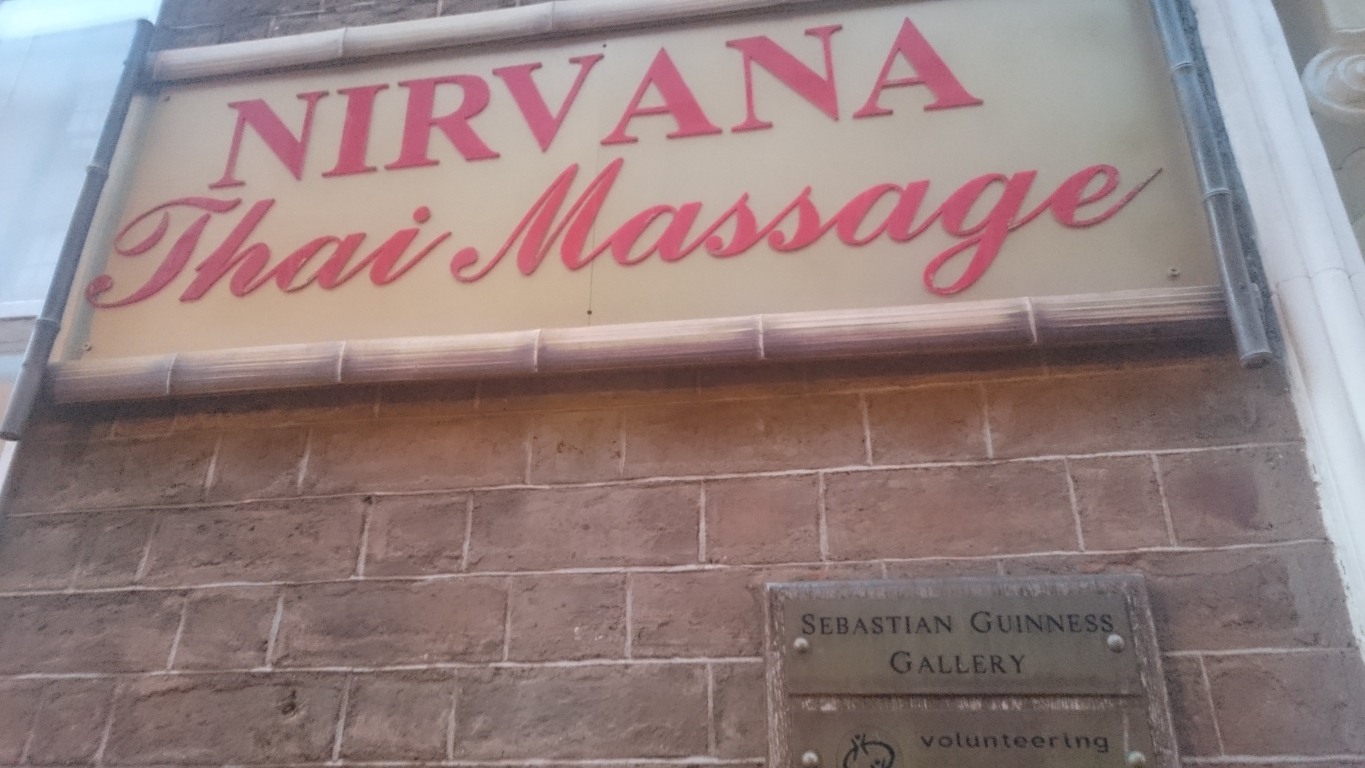 NIRVANA
Thai Massage
SEBASTIAN GUINNESS
GALLERY
volunteering